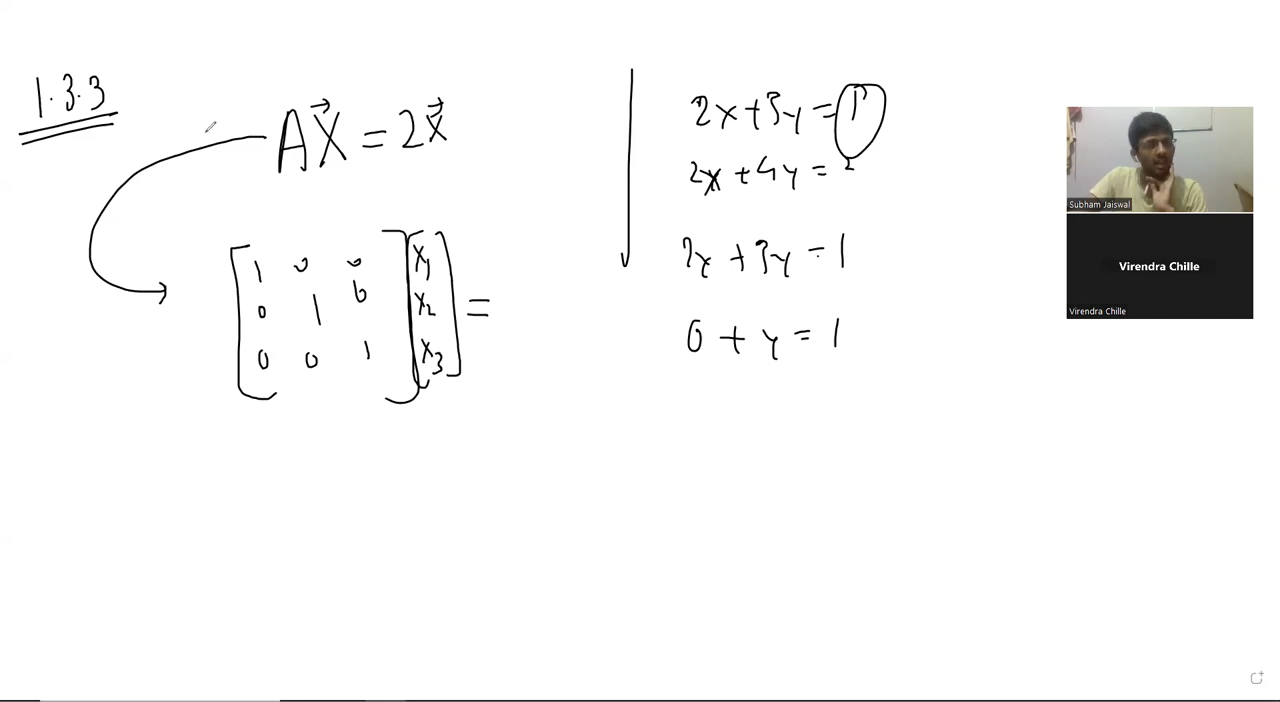 1.3.3
AX⃗ = 2x⃗
[1 0 0] [x1]
[0 1 0] [x2] =
[0 0 1] [x3]
2x+3y=1
2x+4y=2
2x+3y=1
0+y=1
Subham Jaiswal
Virendra Chille
Virendra Chille